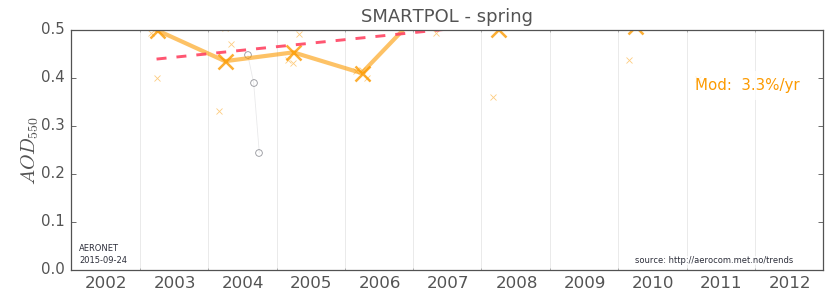 SMARTPOL - spring
0.5
0.4
0.3
0.2
0.1
0.0
AOD550
Mod: 3.3%/yr
AERONET
2015-09-24
source: http://aerocom.met.no/trends
2002 2003 2004 2005 2006 2007 2008 2009 2010 2011 2012